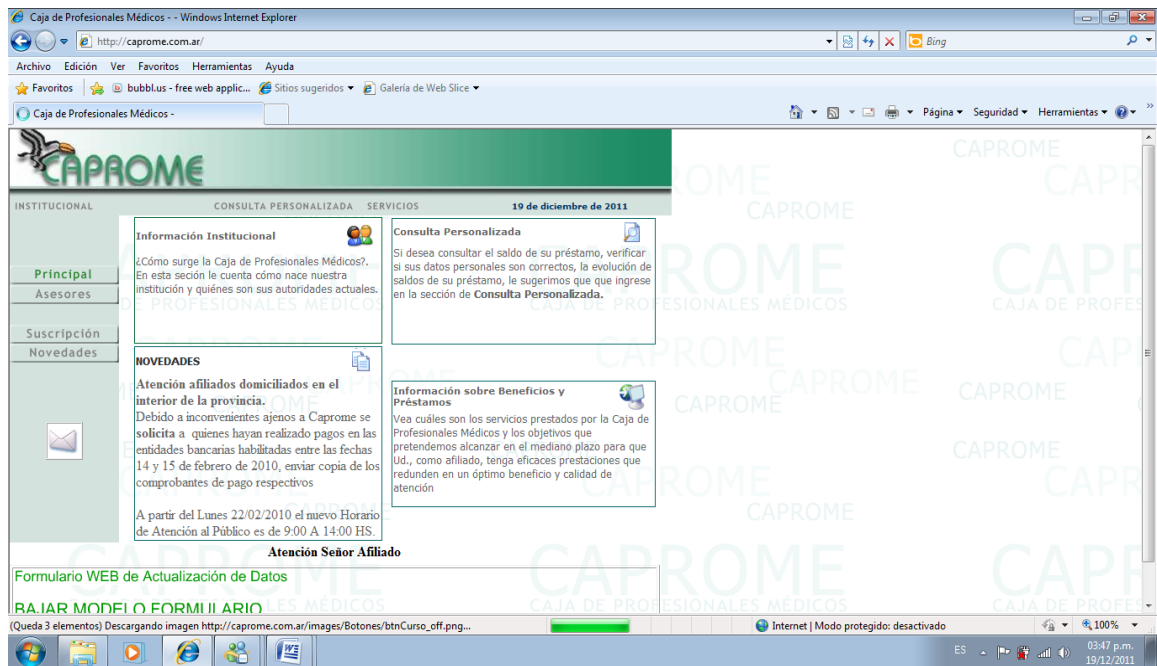 Caja de Profesionales Médicos - - Windows Internet Explorer
http://caprome.com.ar/
Bing
Archivo Edición Ver Favoritos Herramientas Ayuda
Favoritos bubbl.us - free web applic... Sitios sugeridos Galería de Web Slice
Caja de Profesionales Médicos -
Página Seguridad Herramientas
CAPROME
INSTITUCIONAL CONSULTA PERSONALIZADA SERVICIOS 19 de diciembre de 2011
Principal
Asesores
Suscripción
Novedades
Información Institucional
¿Cómo surge la Caja de Profesionales Médicos?.
En esta seción le cuenta cómo nace nuestra
institución y quiénes son sus autoridades actuales.
Consulta Personalizada
Si desea consultar el saldo de su préstamo, verificar
si sus datos personales son correctos, la evolución de
saldos de su préstamo, le sugerimos que que ingrese
en la sección de Consulta Personalizada.
NOVEDADES
Atención afiliados domiciliados en el
interior de la provincia.
Debido a inconvenientes ajenos a Caprome se
solicita a quienes hayan realizado pagos en las
entidades bancarias habilitadas entre las fechas
14 y 15 de febrero de 2010, enviar copia de los
comprobantes de pago respectivos
A partir del Lunes 22/02/2010 el nuevo Horario
de Atención al Público es de 9:00 A 14:00 HS.
Información sobre Beneficios y
Préstamos
Vea cuáles son los servicios prestados por la Caja de
Profesionales Médicos y los objetivos que
pretendemos alcanzar en el mediano plazo para que
Ud., como afiliado, tenga eficaces prestaciones que
redunden en un óptimo beneficio y calidad de
atención
Atención Señor Afiliado
Formulario WEB de Actualización de Datos
BAJAR MODELO FORMULARIO
CAPROME
CAJA DE PROFESIONALES MÉDICOS
(Queda 3 elementos) Descargando imagen http://caprome.com.ar/images/Botones/btnCurso_off.png...
Internet | Modo protegido: desactivado 100%
ES 03:47 p.m.
19/12/2011